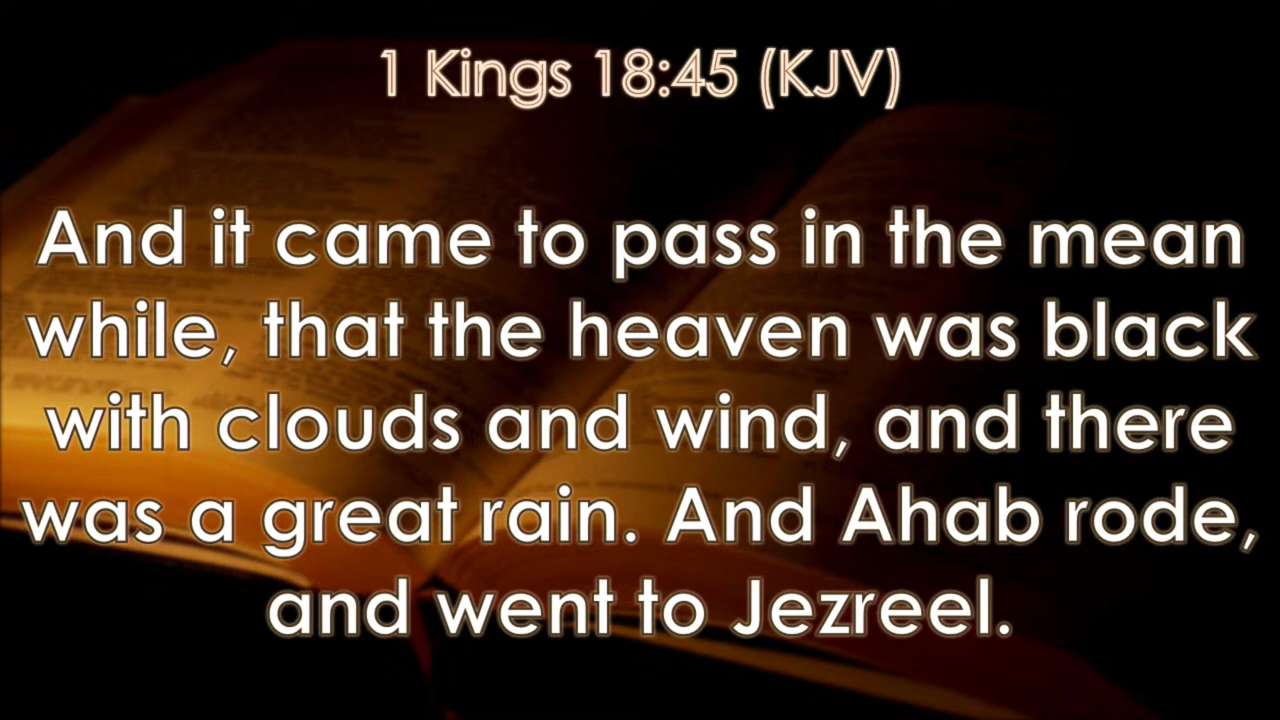 1 Kings 18:45 (KJV)
And it came to pass in the mean
while, that the heaven was black
with clouds and wind, and there
was a great rain. And Ahab rode,
and went to Jezreel.